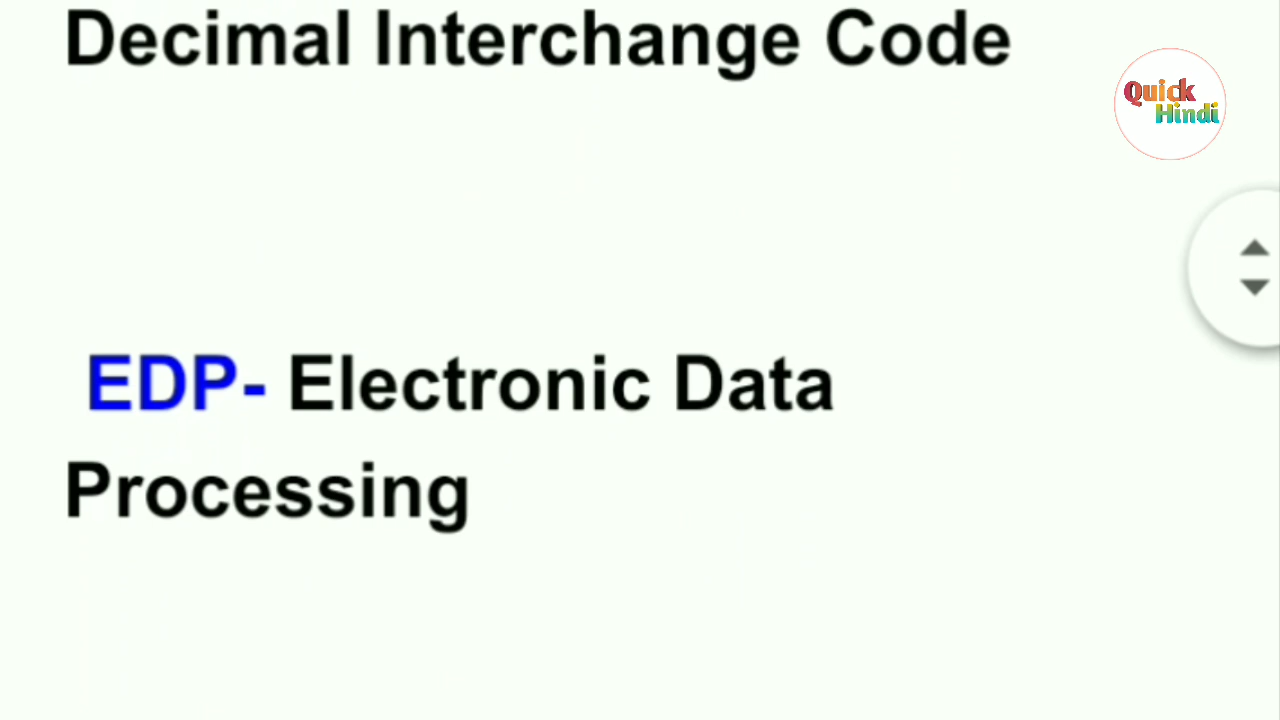 Decimal Interchange Code
Quick
Hindi
EDP- Electronic Data
Processing